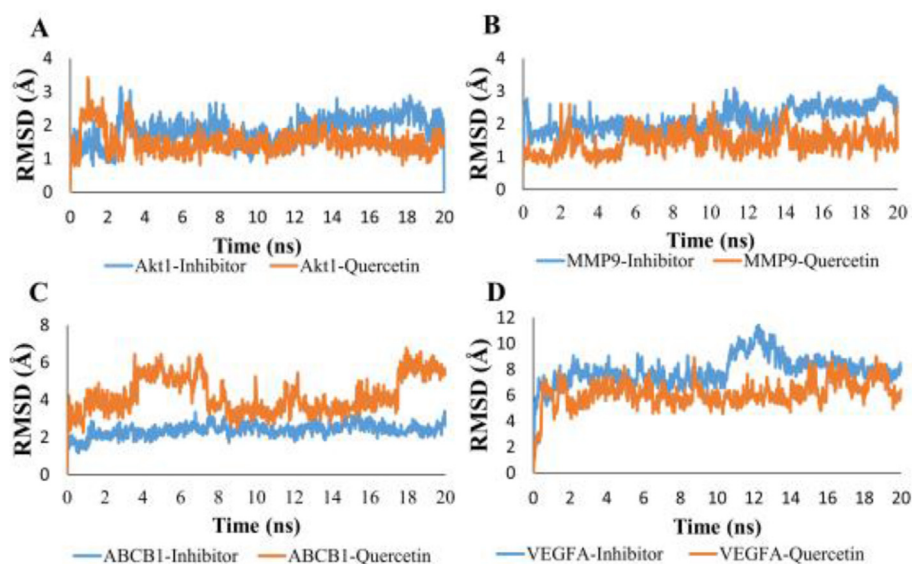 A
RMSD (Å)
4
3
2
1
0
0 2 4 6 8 10 12 14 16 18 20
Time (ns)
Akt1-Inhibitor Akt1-Quercetin
B
RMSD (Å)
4
3
2
1
0
0 2 4 6 8 10 12 14 16 18 20
Time (ns)
MMP9-Inhibitor MMP9-Quercetin
C
RMSD (Å)
8
6
4
2
0
0 2 4 6 8 10 12 14 16 18 20
Time (ns)
ABCB1-Inhibitor ABCB1-Quercetin
D
RMSD (Å)
12
10
8
6
4
2
0
0 2 4 6 8 10 12 14 16 18 20
Time (ns)
VEGFA-Inhibitor VEGFA-Quercetin